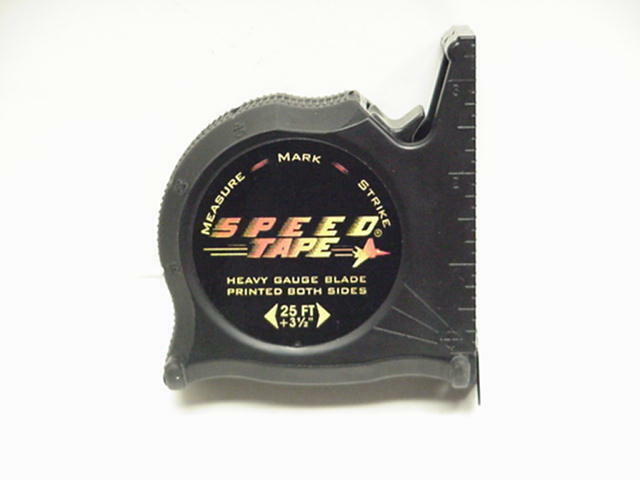 MEASURE MARK STRIKE
SPEED®
TAPE
HEAVY GAUGE BLADE
PRINTED BOTH SIDES
25 FT
+3½"